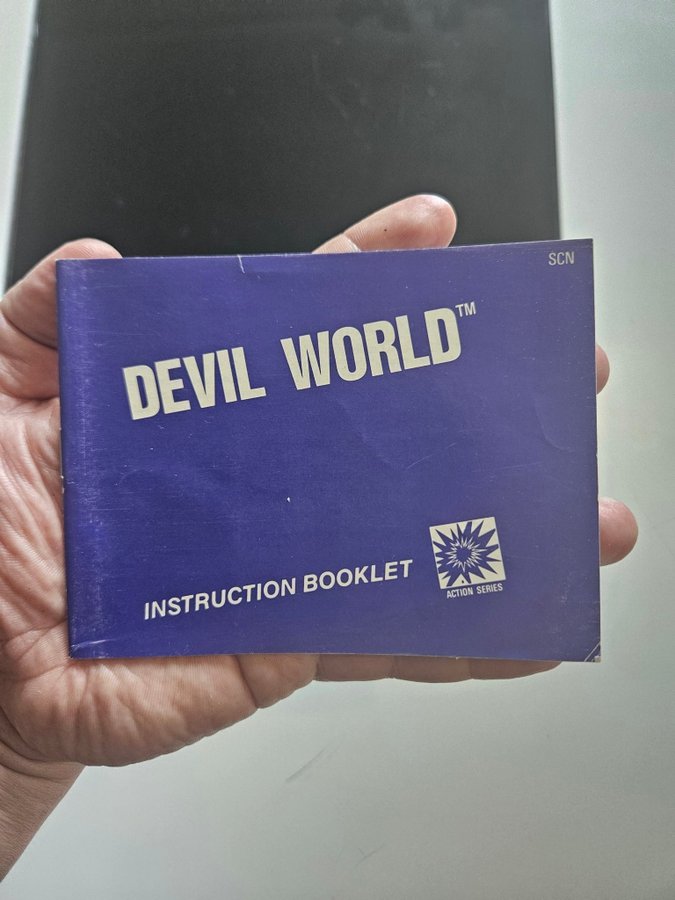 SCN
DEVIL WORLD™
INSTRUCTION BOOKLET
ACTION SERIES